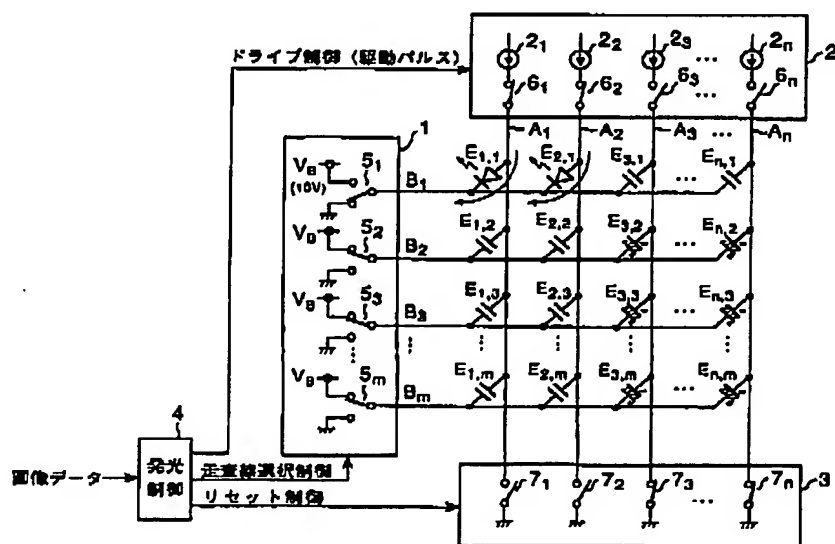 2₁ 2₂ 2₃ ... 2ₙ 2
ドライブ制御(駆動パルス)
6₁ 6₂ 6₃ ... 6ₙ
1
A₁ A₂ A₃ ... Aₙ
V_B (10V) 5₁ B₁ E₁,₁ E₂,₁ E₃,₁ ... Eₙ,₁
V_B 5₂ B₂ E₁,₂ E₂,₂ E₃,₂ ... Eₙ,₂
V_B 5₃ B₃ E₁,₃ E₂,₃ E₃,₃ ... Eₙ,₃
V_B 5ₘ Bₘ E₁,ₘ E₂,ₘ E₃,ₘ ... Eₙ,ₘ
4
画像データ
発光
制御
走査線選択制御
リセット制御
7₁ 7₂ 7₃ ... 7ₙ 3